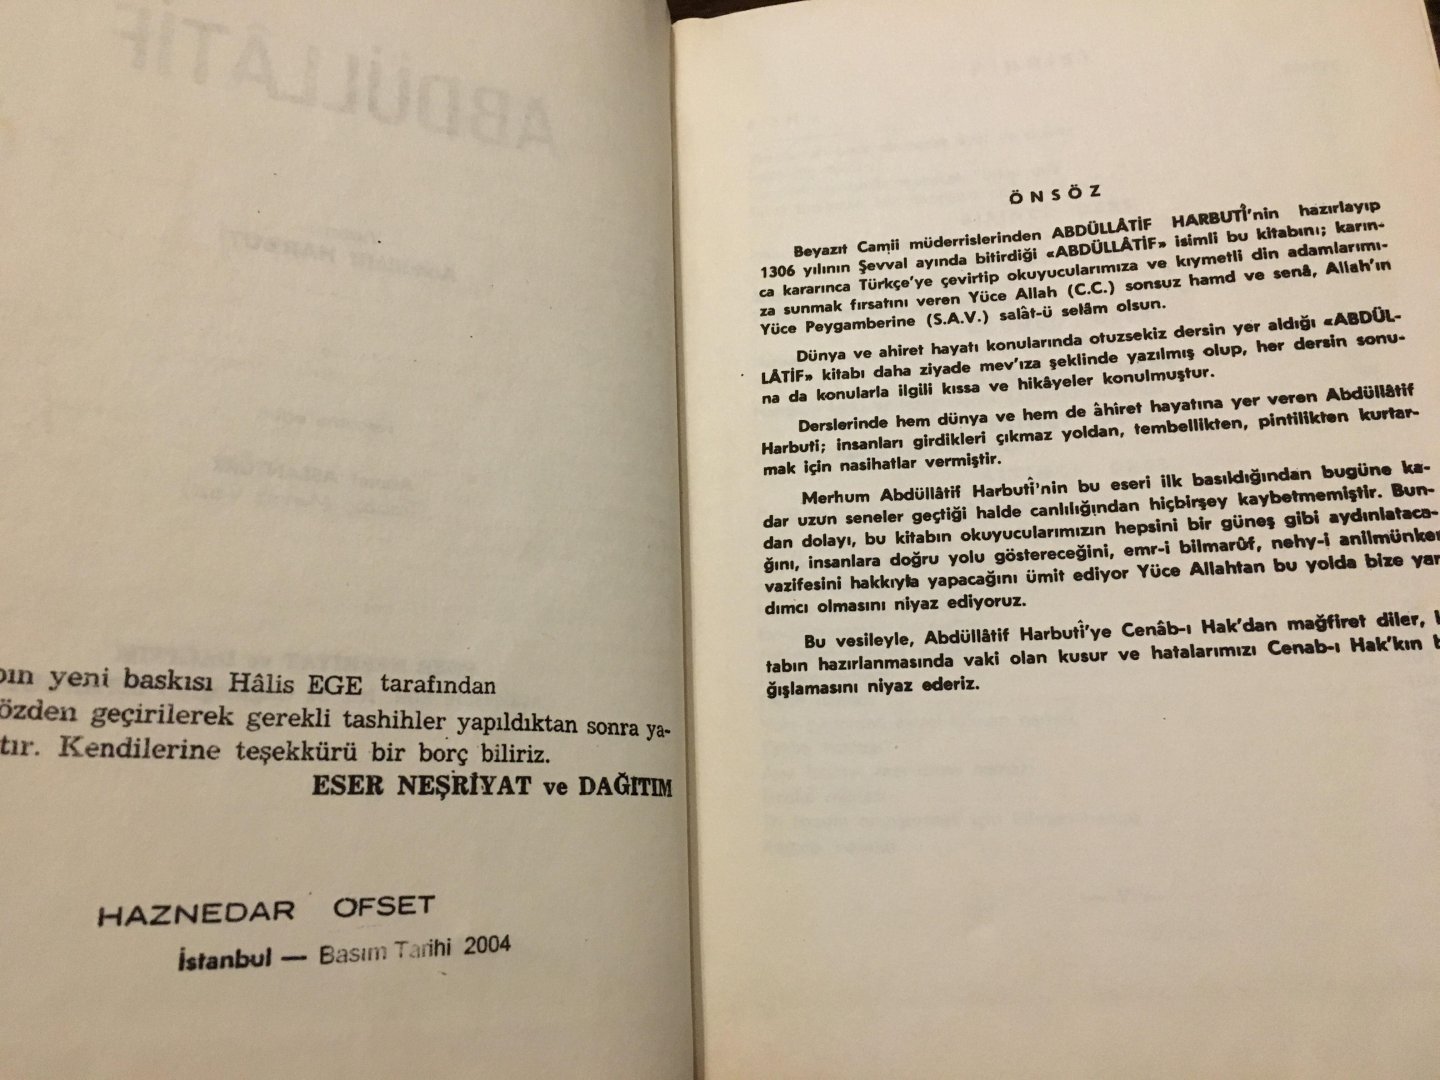 ın yeni baskısı Hâlis EGE tarafından
özden geçirilerek gerekli tashihler yapıldıktan sonra ya-
tır. Kendilerine teşekkürü bir borç biliriz.
ESER NEŞRİYAT ve DAĞITIM
HAZNEDAR OFSET
İstanbul — Basım Tarihi 2004
ÖNSÖZ
Beyazıt Camii müderrislerinden ABDÜLLÂTİF HARBUTÎ'nin hazırlayıp
1306 yılının Şevval ayında bitirdiği «ABDÜLLÂTİF» isimli bu kitabını; karın-
ca kararınca Türkçe'ye çevirtip okuyucularımıza ve kıymetli din adamlarımı-
za sunmak fırsatını veren Yüce Allah (C.C.) sonsuz hamd ve senâ, Allah'ın
Yüce Peygamberine (S.A.V.) salât-ü selâm olsun.
Dünya ve ahiret hayatı konularında otuzsekiz dersin yer aldığı «ABDÜL-
LÂTİF» kitabı daha ziyade mev'ıza şeklinde yazılmış olup, her dersin sonu-
na da konularla ilgili kıssa ve hikâyeler konulmuştur.
Derslerinde hem dünya ve hem de âhiret hayatına yer veren Abdüllâtif
Harbutî; insanları girdikleri çıkmaz yoldan, tembellikten, pintilikten kurtar-
mak için nasihatlar vermiştir.
Merhum Abdüllâtif Harbutî'nin bu eseri ilk basıldığından bugüne ka-
dar uzun seneler geçtiği halde canlılığından hiçbirşey kaybetmemiştir. Bun-
dan dolayı, bu kitabın okuyucularımızın hepsini bir güneş gibi aydınlataca-
ğını, insanlara doğru yolu göstereceğini, emr-i bilmarûf, nehy-i anilmünker
vazifesini hakkıyla yapacağını ümit ediyor Yüce Allahtan bu yolda bize yar
dımcı olmasını niyaz ediyoruz.
Bu vesileyle, Abdüllâtif Harbutî'ye Cenâb-ı Hak'dan mağfiret diler,
tabın hazırlanmasında vaki olan kusur ve hatalarımızı Cenab-ı Hak'kın b
ğışlamasını niyaz ederiz.